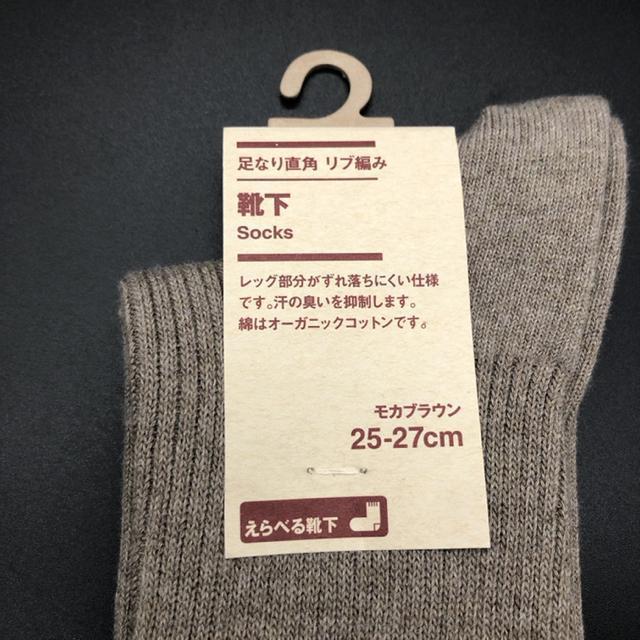 足なり直角 リブ編み
靴下
Socks
レッグ部分がずれ落ちにくい仕様
です。汗の臭いを抑制します。
綿はオーガニックコットンです。
モカブラウン
25-27cm
えらべる靴下